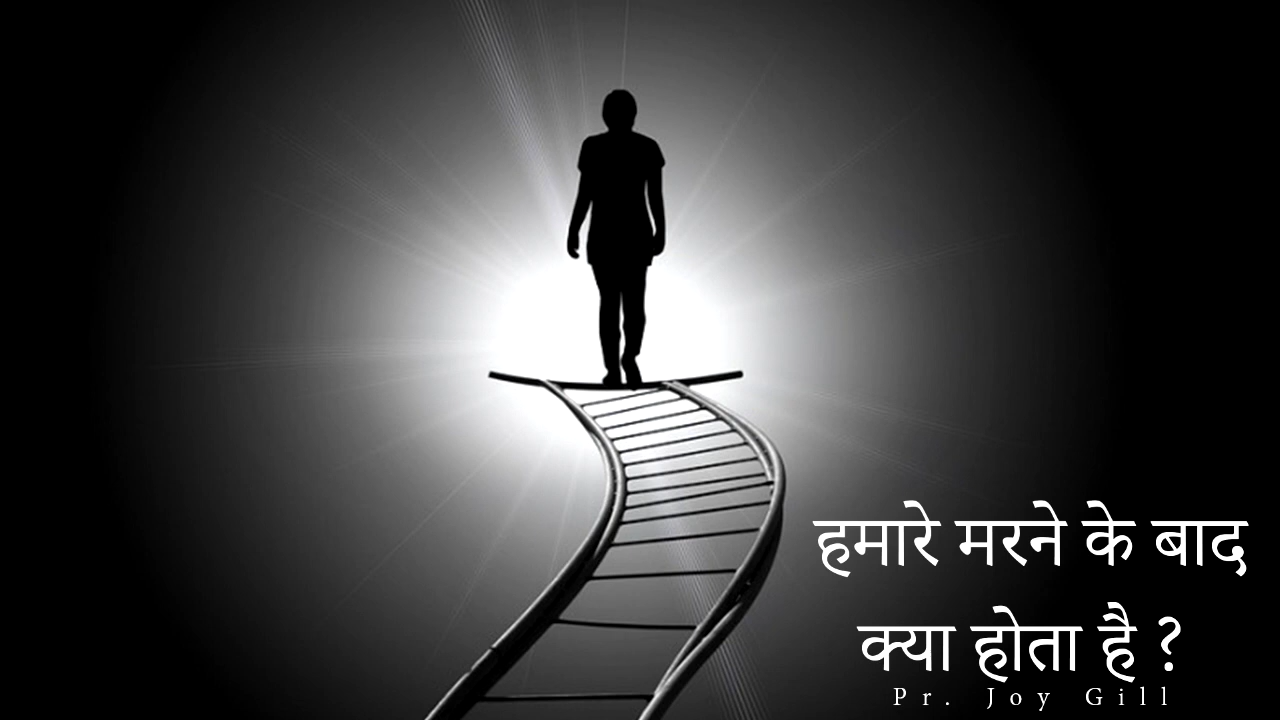 हमारे मरने के बाद
क्या होता है ?
Pr. Joy Gill